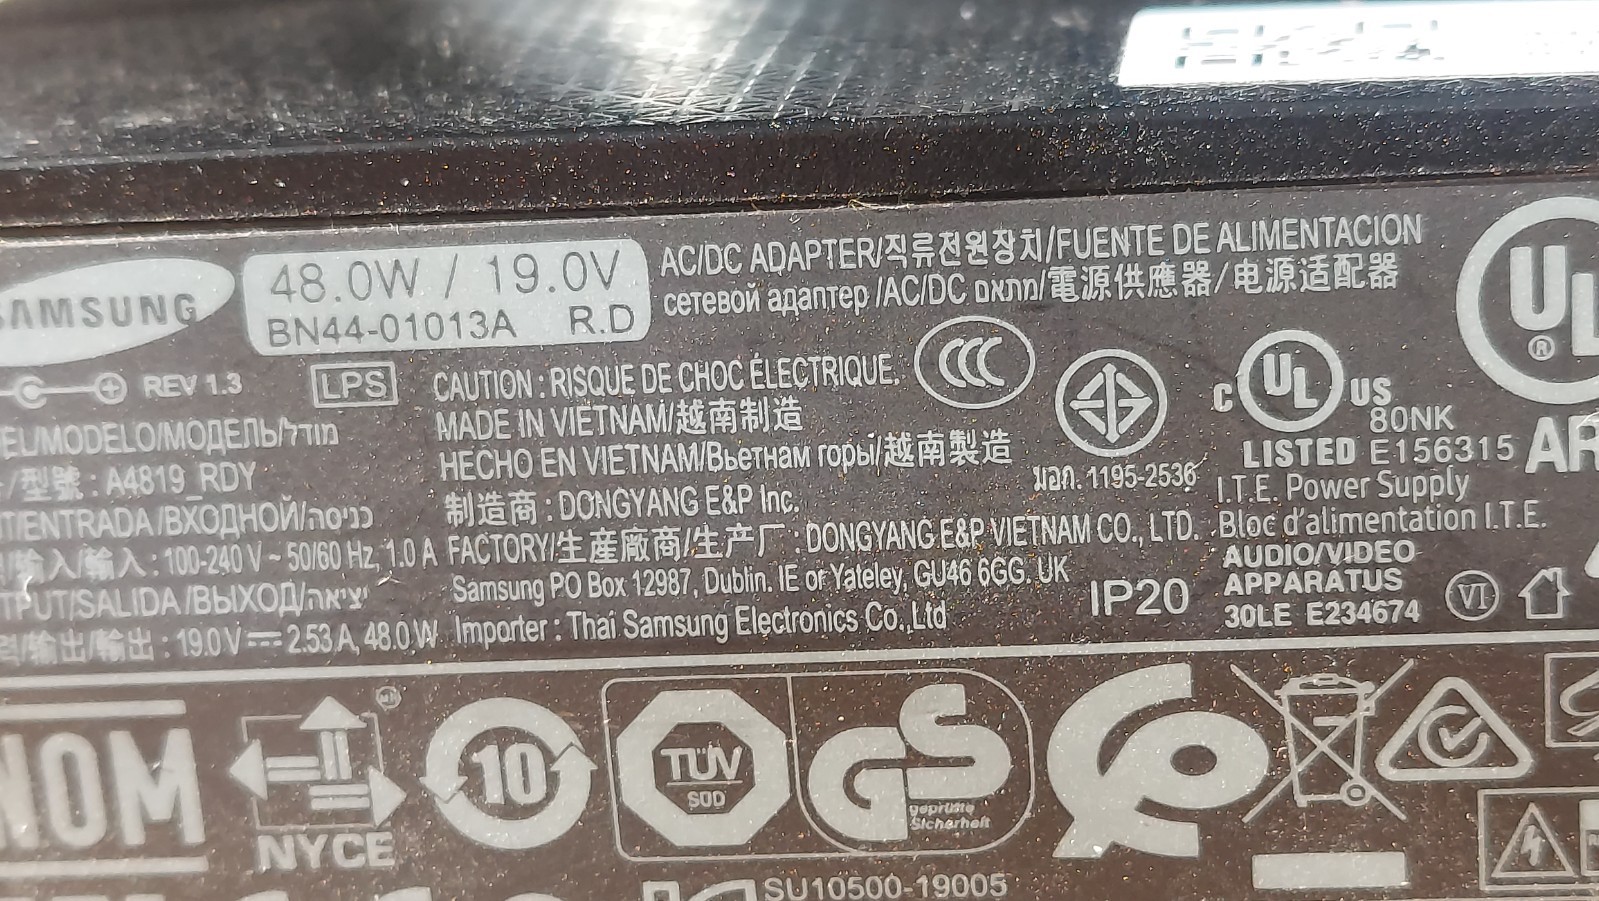 SAMSUNG
48.0W / 19.0V
BN44-01013A R.D
AC/DC ADAPTER/직류전원장치/FUENTE DE ALIMENTACION
сетевой адаптер /AC/DC מתאם/電源供應器/电源适配器
REV 1.3 LPS
CAUTION : RISQUE DE CHOC ÉLECTRIQUE.
MADE IN VIETNAM/越南制造
HECHO EN VIETNAM/Вьетнам горы/越南製造
制造商 : DONGYANG E&P Inc.
FACTORY/生産廠商/生产厂 : DONGYANG E&P VIETNAM CO., LTD.
Samsung PO Box 12987, Dublin. IE or Yateley, GU46 6GG. UK
Importer : Thai Samsung Electronics Co.,Ltd
EL/MODELO/МОДЕЛЬ/מודל
/型號 : A4819_RDY
T/ENTRADA/ВХОДНОЙ/כניסה
/输入/輸入 : 100-240 V ~ 50/60 Hz, 1.0 A
TPUT/SALIDA/ВЫХОД/יציאה
/输出/輸出 : 19.0 V ⎓ 2.53 A, 48.0 W
CCC
มอก. 1195-2536
IP20
C UL US
80NK
LISTED E156315
I.T.E. Power Supply
Bloc d'alimentation I.T.E.
AUDIO/VIDEO
APPARATUS
30LE E234674
VI
UL
®
AR
NOM
NYCE
10
TÜV
SÜD
GS
geprüfte
Sicherheit
SU10500-19005